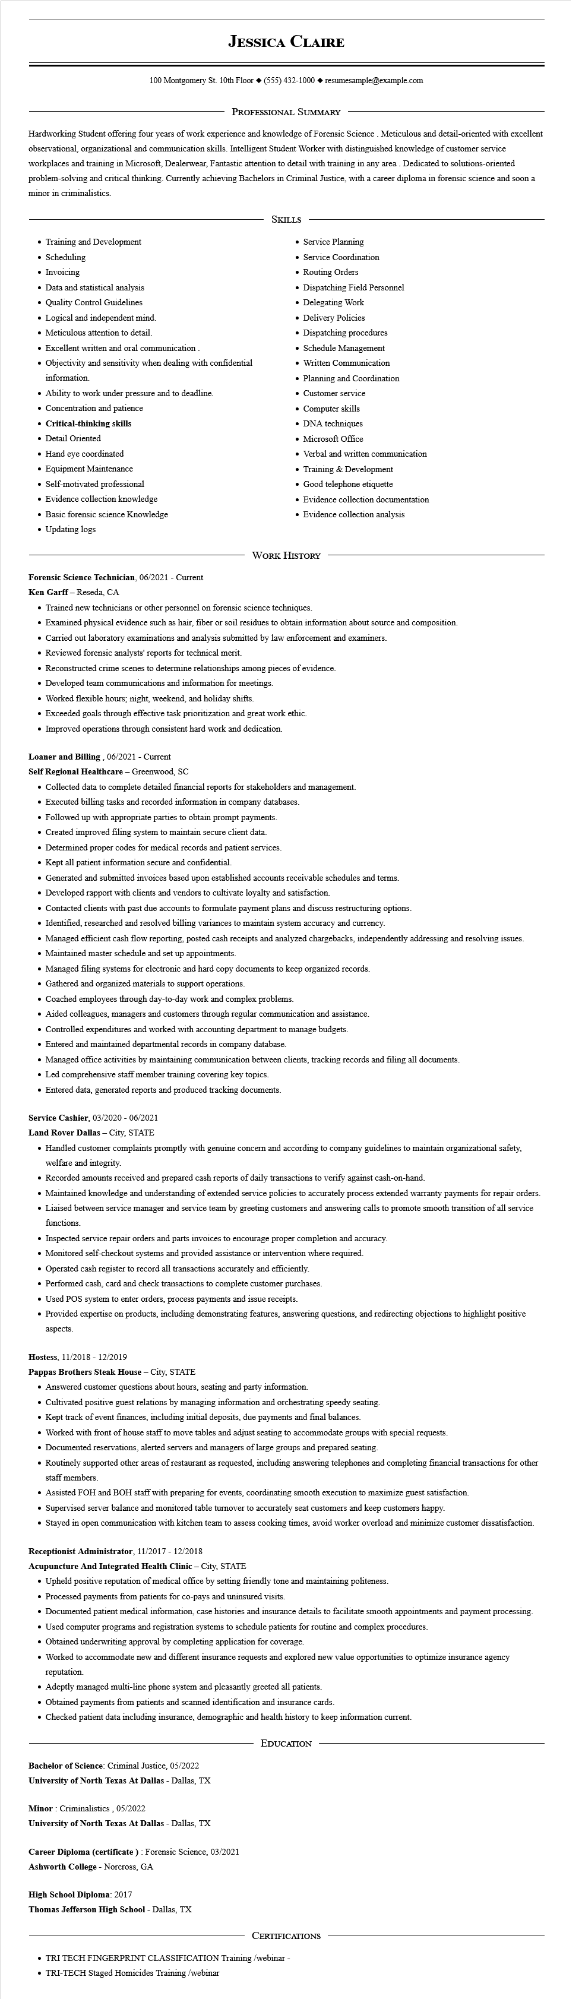 Jessica Claire
100 Montgomery St. 10th Floor ◆ (555) 432-1000 ◆ resumesample@example.com
Professional Summary
Hardworking Student offering four years of work experience and knowledge of Forensic Science . Meticulous and detail-oriented with excellent
observational, organizational and communication skills. Intelligent Student Worker with distinguished knowledge of customer service
workplaces and training in Microsoft, Dealerwear, Fantastic attention to detail with training in any area . Dedicated to solutions-oriented
problem-solving and critical thinking. Currently achieving Bachelors in Criminal Justice, with a career diploma in forensic science and soon a
minor in criminalistics.
Skills
• Training and Development
• Scheduling
• Invoicing
• Data and statistical analysis
• Quality Control Guidelines
• Logical and independent mind.
• Meticulous attention to detail.
• Excellent written and oral communication .
• Objectivity and sensitivity when dealing with confidential
information.
• Ability to work under pressure and to deadline.
• Concentration and patience
• Critical-thinking skills
• Detail Oriented
• Hand eye coordinated
• Equipment Maintenance
• Self-motivated professional
• Evidence collection knowledge
• Basic forensic science Knowledge
• Updating logs
• Service Planning
• Service Coordination
• Routing Orders
• Dispatching Field Personnel
• Delegating Work
• Delivery Policies
• Dispatching procedures
• Schedule Management
• Written Communication
• Planning and Coordination
• Customer service
• Computer skills
• DNA techniques
• Microsoft Office
• Verbal and written communication
• Training & Development
• Good telephone etiquette
• Evidence collection documentation
• Evidence collection analysis
Work History
Forensic Science Technician, 06/2021 - Current
Ken Garff – Reseda, CA
• Trained new technicians or other personnel on forensic science techniques.
• Examined physical evidence such as hair, fiber or soil residues to obtain information about source and composition.
• Carried out laboratory examinations and analysis submitted by law enforcement and examiners.
• Reviewed forensic analysts' reports for technical merit.
• Reconstructed crime scenes to determine relationships among pieces of evidence.
• Developed team communications and information for meetings.
• Worked flexible hours; night, weekend, and holiday shifts.
• Exceeded goals through effective task prioritization and great work ethic.
• Improved operations through consistent hard work and dedication.
Loaner and Billing , 06/2021 - Current
Self Regional Healthcare – Greenwood, SC
• Collected data to complete detailed financial reports for stakeholders and management.
• Executed billing tasks and recorded information in company databases.
• Followed up with appropriate parties to obtain prompt payments.
• Created improved filing system to maintain secure client data.
• Determined proper codes for medical records and patient services.
• Kept all patient information secure and confidential.
• Generated and submitted invoices based upon established accounts receivable schedules and terms.
• Developed rapport with clients and vendors to cultivate loyalty and satisfaction.
• Contacted clients with past due accounts to formulate payment plans and discuss restructuring options.
• Identified, researched and resolved billing variances to maintain system accuracy and currency.
• Managed efficient cash flow reporting, posted cash receipts and analyzed chargebacks, independently addressing and resolving issues.
• Maintained master schedule and set up appointments.
• Managed filing systems for electronic and hard copy documents to keep organized records.
• Gathered and organized materials to support operations.
• Coached employees through day-to-day work and complex problems.
• Aided colleagues, managers and customers through regular communication and assistance.
• Controlled expenditures and worked with accounting department to manage budgets.
• Entered and maintained departmental records in company database.
• Managed office activities by maintaining communication between clients, tracking records and filing all documents.
• Led comprehensive staff member training covering key topics.
• Entered data, generated reports and produced tracking documents.
Service Cashier, 03/2020 - 06/2021
Land Rover Dallas – City, STATE
• Handled customer complaints promptly with genuine concern and according to company guidelines to maintain organizational safety,
welfare and integrity.
• Recorded amounts received and prepared cash reports of daily transactions to verify against cash-on-hand.
• Maintained knowledge and understanding of extended service policies to accurately process extended warranty payments for repair orders.
• Liaised between service manager and service team by greeting customers and answering calls to promote smooth transition of all service
functions.
• Inspected service repair orders and parts invoices to encourage proper completion and accuracy.
• Monitored self-checkout systems and provided assistance or intervention where required.
• Operated cash register to record all transactions accurately and efficiently.
• Performed cash, card and check transactions to complete customer purchases.
• Used POS system to enter orders, process payments and issue receipts.
• Provided expertise on products, including demonstrating features, answering questions, and redirecting objections to highlight positive
aspects.
Hostess, 11/2018 - 12/2019
Pappas Brothers Steak House – City, STATE
• Answered customer questions about hours, seating and party information.
• Cultivated positive guest relations by managing information and orchestrating speedy seating.
• Kept track of event finances, including initial deposits, due payments and final balances.
• Worked with front of house staff to move tables and adjust seating to accommodate groups with special requests.
• Documented reservations, alerted servers and managers of large groups and prepared seating.
• Routinely supported other areas of restaurant as requested, including answering telephones and completing financial transactions for other
staff members.
• Assisted FOH and BOH staff with preparing for events, coordinating smooth execution to maximize guest satisfaction.
• Supervised server balance and monitored table turnover to accurately seat customers and keep customers happy.
• Stayed in open communication with kitchen team to assess cooking times, avoid worker overload and minimize customer dissatisfaction.
Receptionist Administrator, 11/2017 - 12/2018
Acupuncture And Integrated Health Clinic – City, STATE
• Upheld positive reputation of medical office by setting friendly tone and maintaining politeness.
• Processed payments from patients for co-pays and uninsured visits.
• Documented patient medical information, case histories and insurance details to facilitate smooth appointments and payment processing.
• Used computer programs and registration systems to schedule patients for routine and complex procedures.
• Obtained underwriting approval by completing application for coverage.
• Worked to accommodate new and different insurance requests and explored new value opportunities to optimize insurance agency
reputation.
• Adeptly managed multi-line phone system and pleasantly greeted all patients.
• Obtained payments from patients and scanned identification and insurance cards.
• Checked patient data including insurance, demographic and health history to keep information current.
Education
Bachelor of Science: Criminal Justice, 05/2022
University of North Texas At Dallas - Dallas, TX
Minor : Criminalistics , 05/2022
University of North Texas At Dallas - Dallas, TX
Career Diploma (certificate ) : Forensic Science, 03/2021
Ashworth College - Norcross, GA
High School Diploma: 2017
Thomas Jefferson High School - Dallas, TX
Certifications
• TRI TECH FINGERPRINT CLASSIFICATION Training /webinar -
• TRI-TECH Staged Homicides Training /webinar